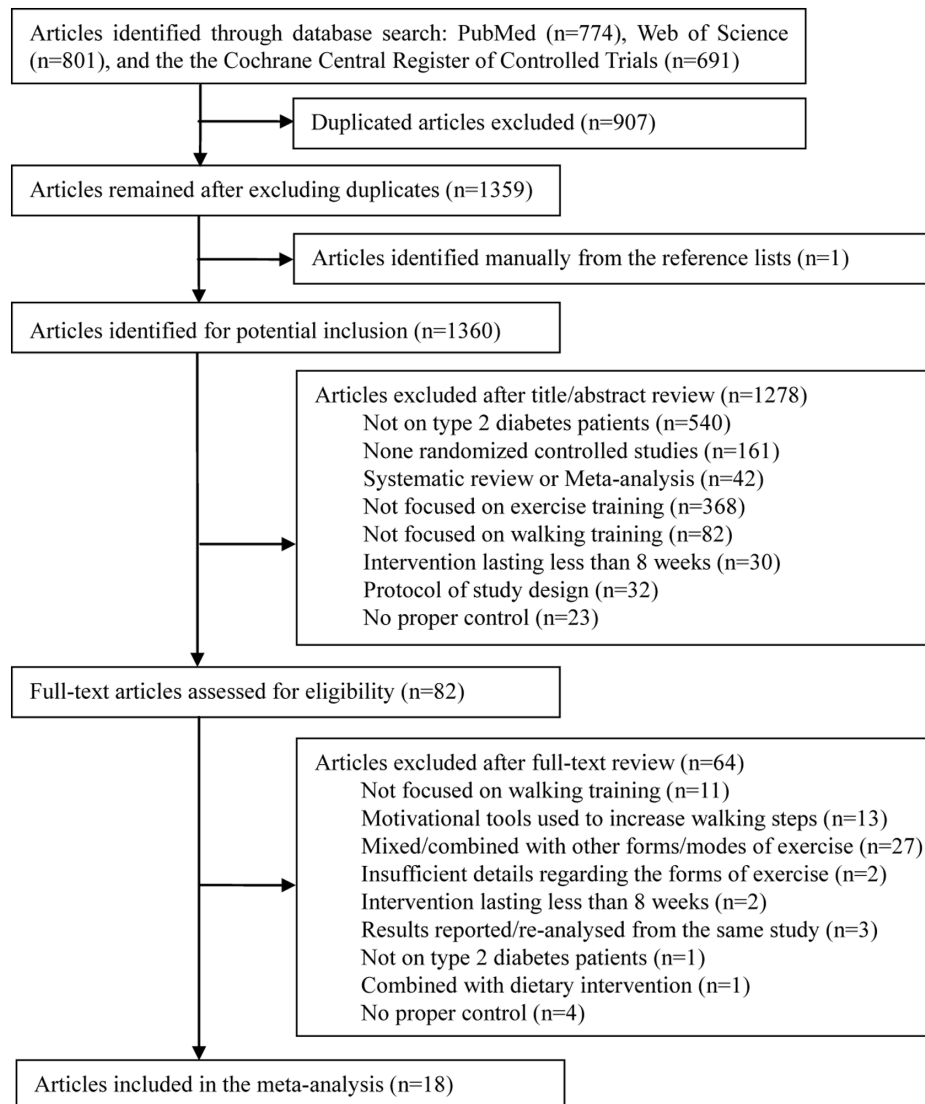 Articles identified through database search: PubMed (n=774), Web of Science
(n=801), and the the Cochrane Central Register of Controlled Trials (n=691)
Duplicated articles excluded (n=907)
Articles remained after excluding duplicates (n=1359)
Articles identified manually from the reference lists (n=1)
Articles identified for potential inclusion (n=1360)
Articles excluded after title/abstract review (n=1278)
Not on type 2 diabetes patients (n=540)
None randomized controlled studies (n=161)
Systematic review or Meta-analysis (n=42)
Not focused on exercise training (n=368)
Not focused on walking training (n=82)
Intervention lasting less than 8 weeks (n=30)
Protocol of study design (n=32)
No proper control (n=23)
Full-text articles assessed for eligibility (n=82)
Articles excluded after full-text review (n=64)
Not focused on walking training (n=11)
Motivational tools used to increase walking steps (n=13)
Mixed/combined with other forms/modes of exercise (n=27)
Insufficient details regarding the forms of exercise (n=2)
Intervention lasting less than 8 weeks (n=2)
Results reported/re-analysed from the same study (n=3)
Not on type 2 diabetes patients (n=1)
Combined with dietary intervention (n=1)
No proper control (n=4)
Articles included in the meta-analysis (n=18)